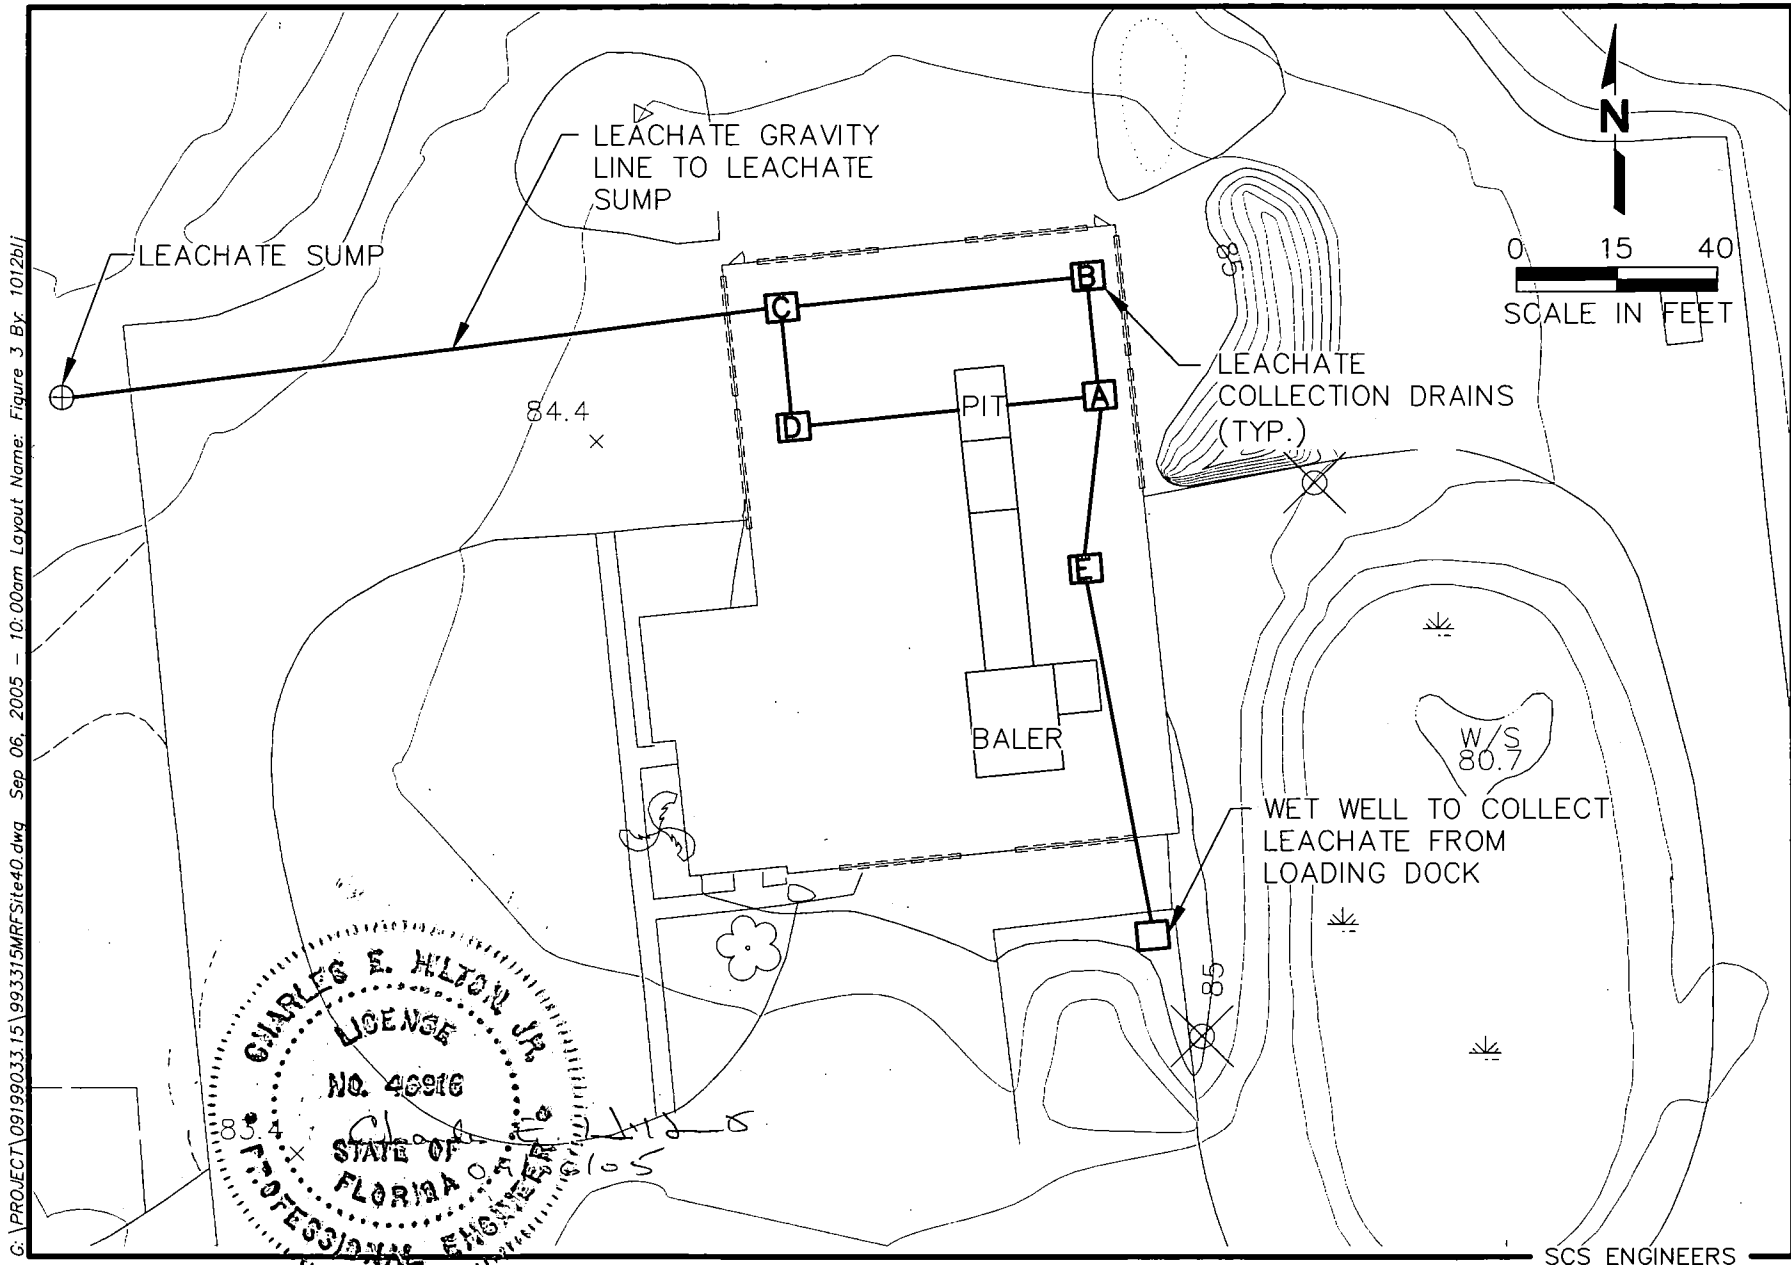 G:\PROJECT\09199033.15\993315MRFSite40.dwg Sep 06, 2005 - 10:00am Layout Name: Figure 3 By: 1012blj
LEACHATE GRAVITY
LINE TO LEACHATE
SUMP
LEACHATE SUMP
N
0 15 40
SCALE IN FEET
85
B
C
LEACHATE
COLLECTION DRAINS
(TYP.)
A
PIT
D
84.4
E
BALER
W/S
80.7
WET WELL TO COLLECT
LEACHATE FROM
LOADING DOCK
85
CHARLES E. HILTON, JR.
LICENSE
NO. 46916
STATE OF
FLORIDA
PROFESSIONAL ENGINEER
SCS ENGINEERS